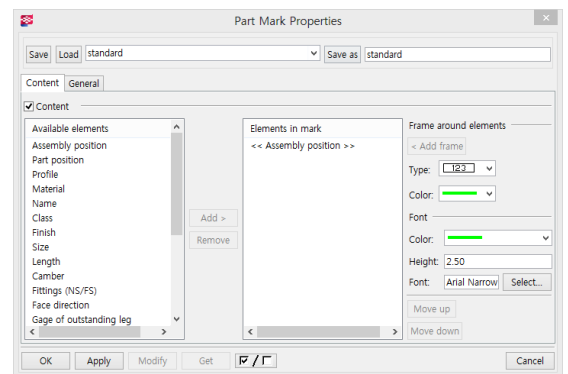 Part Mark Properties
Save Load standard Save as standard
Content General
Content
Available elements
Assembly position
Part position
Profile
Material
Name
Class
Finish
Size
Length
Camber
Fittings (NS/FS)
Face direction
Gage of outstanding leg
Add >
Remove
Elements in mark
<< Assembly position >>
Frame around elements
< Add frame
Type: 123
Color:
Font
Color:
Height: 2.50
Font: Arial Narrow Select...
Move up
Move down
OK Apply Modify Get Cancel